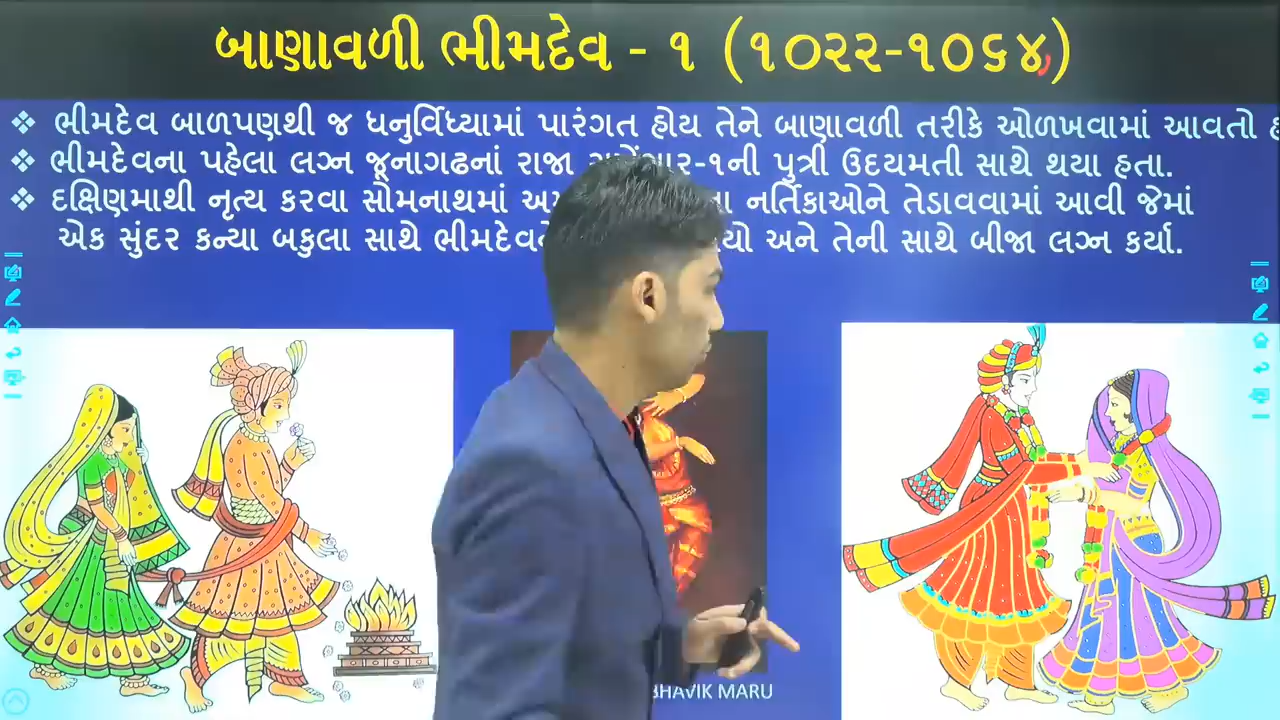 બાણાવળી ભીમદેવ - ૧ (૧૦૨૨-૧૦૬૪)
❖ ભીમદેવ બાળપણથી જ ધનુર્વિધ્યામાં પારંગત હોય તેને બાણાવળી તરીકે ઓળખવામાં આવતો
❖ ભીમદેવના પહેલા લગ્ન જૂનાગઢનાં રાજા પુત્રી ઉદયમતી સાથે થયા હતા.
❖ દક્ષિણમાથી નૃત્ય કરવા સોમનાથમાં નર્તિકાઓને તેડાવવામાં આવી જેમાં
એક સુંદર કન્યા બકુલા સાથે અને તેની સાથે બીજા લગ્ન કર્યા.
BHAVIK MARU